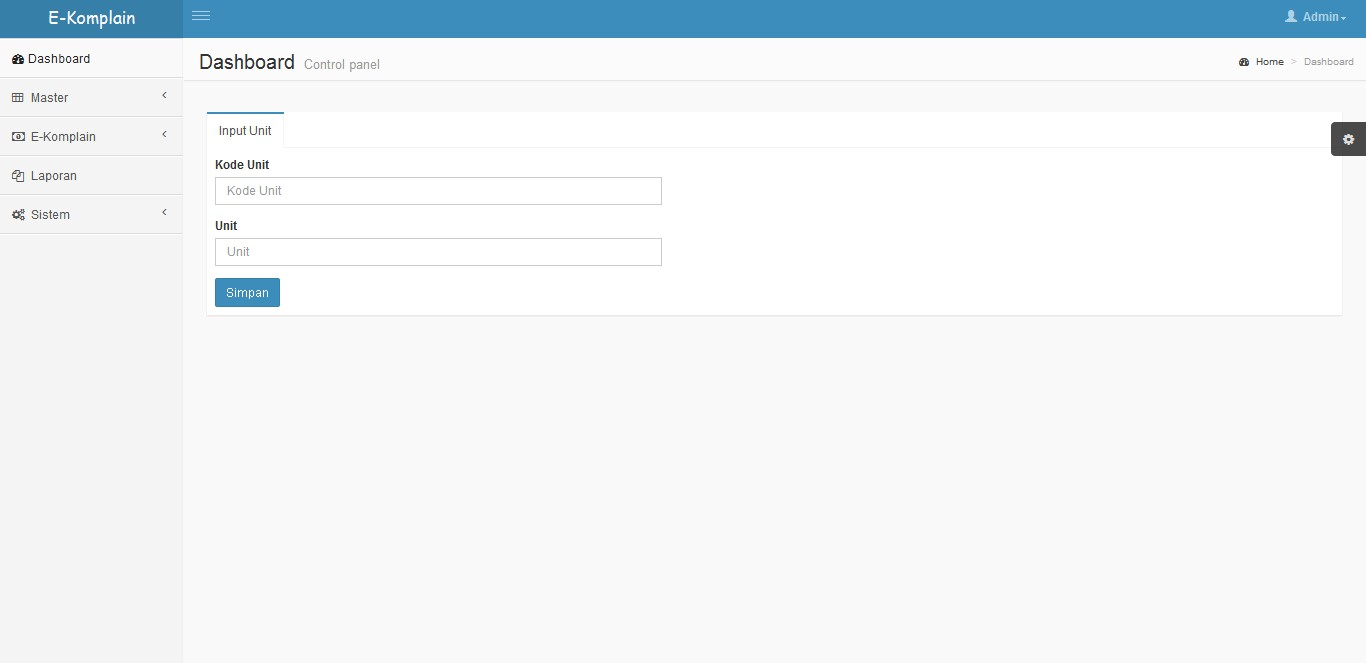 E-Komplain
Admin
Dashboard
Master
E-Komplain
Laporan
Sistem
Dashboard Control panel
Home > Dashboard
Input Unit
Kode Unit
Kode Unit
Unit
Unit
Simpan